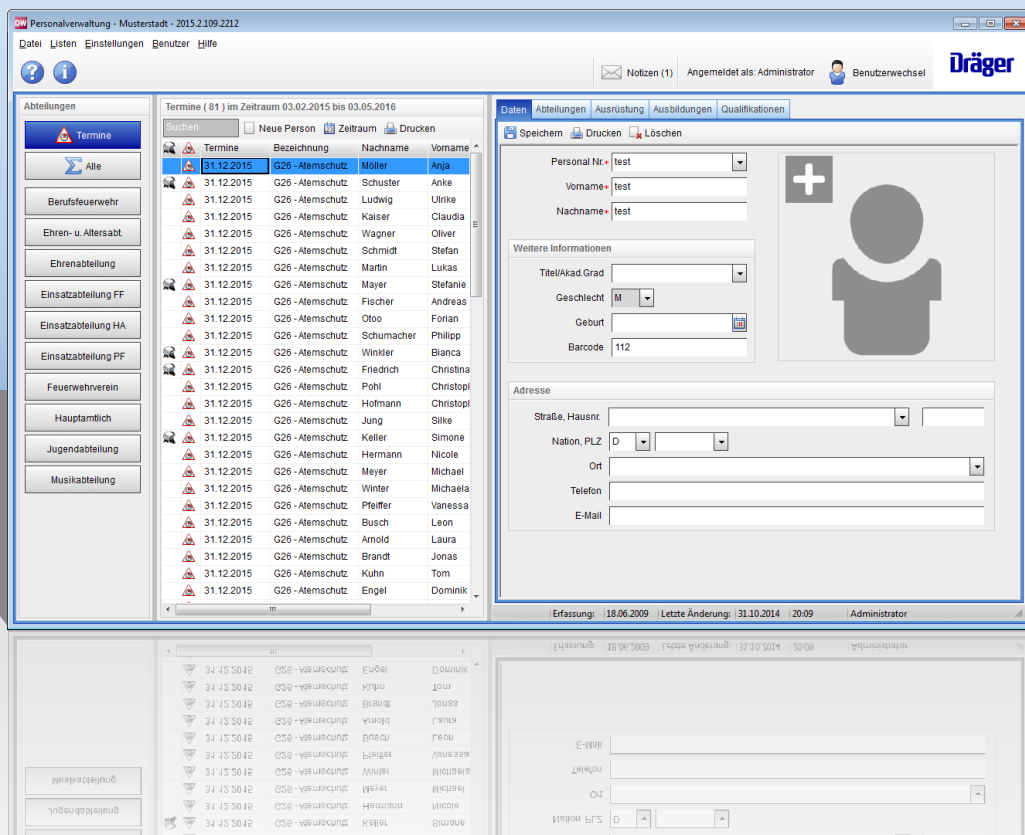 DW Personalverwaltung - Musterstadt - 2015.2.109.2212
Datei Listen Einstellungen Benutzer Hilfe
Notizen (1) Angemeldet als: Administrator Benutzerwechsel
Dräger
Abteilungen
Termine
Alle
Berufsfeuerwehr
Ehren- u. Altersabt.
Ehrenabteilung
Einsatzabteilung FF
Einsatzabteilung HA
Einsatzabteilung PF
Feuerwehrverein
Hauptamtlich
Jugendabteilung
Musikabteilung
Termine ( 81 ) im Zeitraum 03.02.2015 bis 03.05.2016
Suchen Neue Person Zeitraum Drucken
Termine Bezeichnung Nachname Vorname
31.12.2015 G26 - Atemschutz Möller Anja
31.12.2015 G26 - Atemschutz Schuster Anke
31.12.2015 G26 - Atemschutz Ludwig Ulrike
31.12.2015 G26 - Atemschutz Kaiser Claudia
31.12.2015 G26 - Atemschutz Wagner Oliver
31.12.2015 G26 - Atemschutz Schmidt Stefan
31.12.2015 G26 - Atemschutz Martin Lukas
31.12.2015 G26 - Atemschutz Mayer Stefanie
31.12.2015 G26 - Atemschutz Fischer Andreas
31.12.2015 G26 - Atemschutz Otoo Forian
31.12.2015 G26 - Atemschutz Schumacher Philipp
31.12.2015 G26 - Atemschutz Winkler Bianca
31.12.2015 G26 - Atemschutz Friedrich Christina
31.12.2015 G26 - Atemschutz Pohl Christopl
31.12.2015 G26 - Atemschutz Hofmann Christopl
31.12.2015 G26 - Atemschutz Jung Silke
31.12.2015 G26 - Atemschutz Keller Simone
31.12.2015 G26 - Atemschutz Hermann Nicole
31.12.2015 G26 - Atemschutz Meyer Michael
31.12.2015 G26 - Atemschutz Winter Michaela
31.12.2015 G26 - Atemschutz Pfeiffer Vanessa
31.12.2015 G26 - Atemschutz Busch Leon
31.12.2015 G26 - Atemschutz Arnold Laura
31.12.2015 G26 - Atemschutz Brandt Jonas
31.12.2015 G26 - Atemschutz Kuhn Tom
31.12.2015 G26 - Atemschutz Engel Dominik
Daten Abteilungen Ausrüstung Ausbildungen Qualifikationen
Speichern Drucken Löschen
Personal Nr.* test
Vorname* test
Nachname* test
Weitere Informationen
Titel/Akad.Grad
Geschlecht M
Geburt
Barcode 112
Adresse
Straße, Hausnr.
Nation, PLZ D
Ort
Telefon
E-Mail
Erfassung: 18.06.2009 Letzte Änderung: 31.10.2014 20:09 Administrator